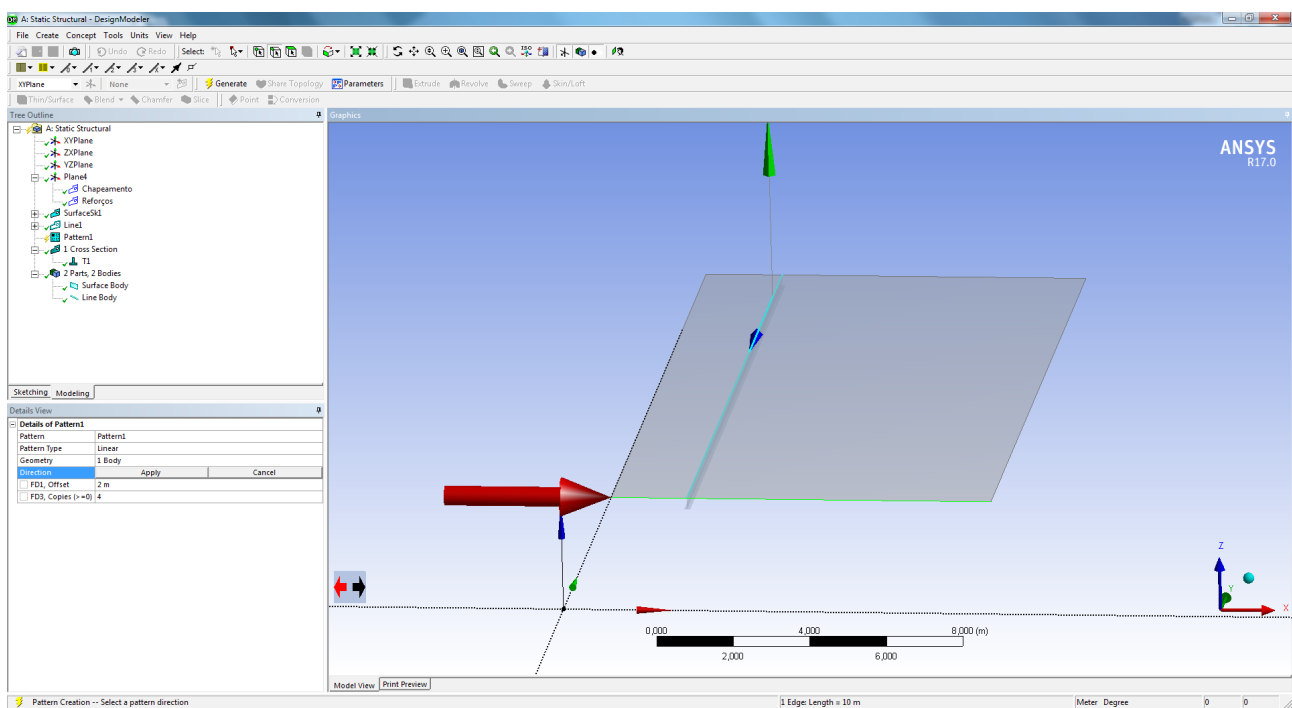 A: Static Structural - DesignModeler
File Create Concept Tools Units View Help
Undo Redo Select:
XYPlane None Generate Share Topology Parameters Extrude Revolve Sweep Skin/Loft
Thin/Surface Blend Chamfer Slice Point Conversion
Tree Outline
A: Static Structural
XYPlane
ZXPlane
YZPlane
Plane4
Chapeamento
Reforços
SurfaceSk1
Line1
Pattern1
1 Cross Section
T1
2 Parts, 2 Bodies
Surface Body
Line Body
Sketching Modeling
Details View
Details of Pattern1
Pattern Pattern1
Pattern Type Linear
Geometry 1 Body
Direction Apply Cancel
FD1, Offset 2 m
FD3, Copies (>=0) 4
Graphics
ANSYS
R17.0
Z
Y
X
0,000 4,000 8,000 (m)
2,000 6,000
Model View Print Preview
Pattern Creation -- Select a pattern direction 1 Edge: Length = 10 m Meter Degree 0 0